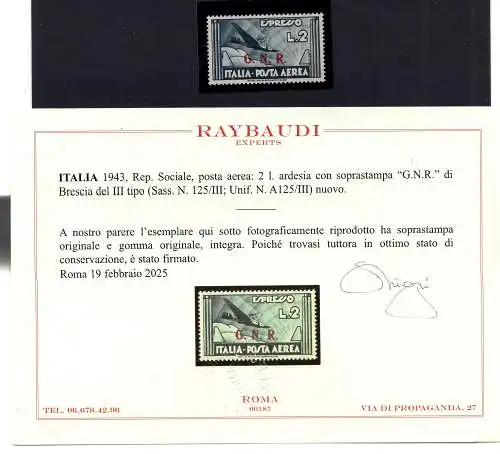 ESPRESSO
L.2
G.N.R.
ITALIA-POSTA AEREA
RAYBAUDI
EXPERTS
ITALIA 1943, Rep. Sociale, posta aerea: 2 l. ardesia con soprastampa “G.N.R.” di
Brescia del III tipo (Sass. N. 125/III; Unif. N. A125/III) nuovo.
A nostro parere l'esemplare qui sotto fotograficamente riprodotto ha soprastampa
originale e gomma originale, integra. Poiché trovasi tuttora in ottimo stato di
conservazione, è stato firmato.
Roma 19 febbraio 2025
ESPRESSO
L.2
G.N.R.
ITALIA-POSTA AEREA
ROMA
00187
TEL. 06.678.42.96
VIA DI PROPAGANDA, 27